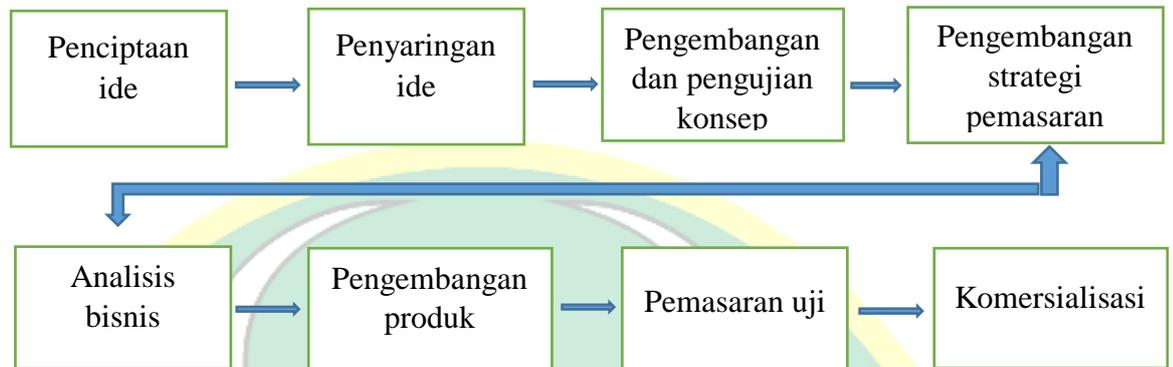 Penciptaan
ide
Penyaringan
ide
Pengembangan
dan pengujian
konsep
Pengembangan
strategi
pemasaran
Analisis
bisnis
Pengembangan
produk
Pemasaran uji
Komersialisasi